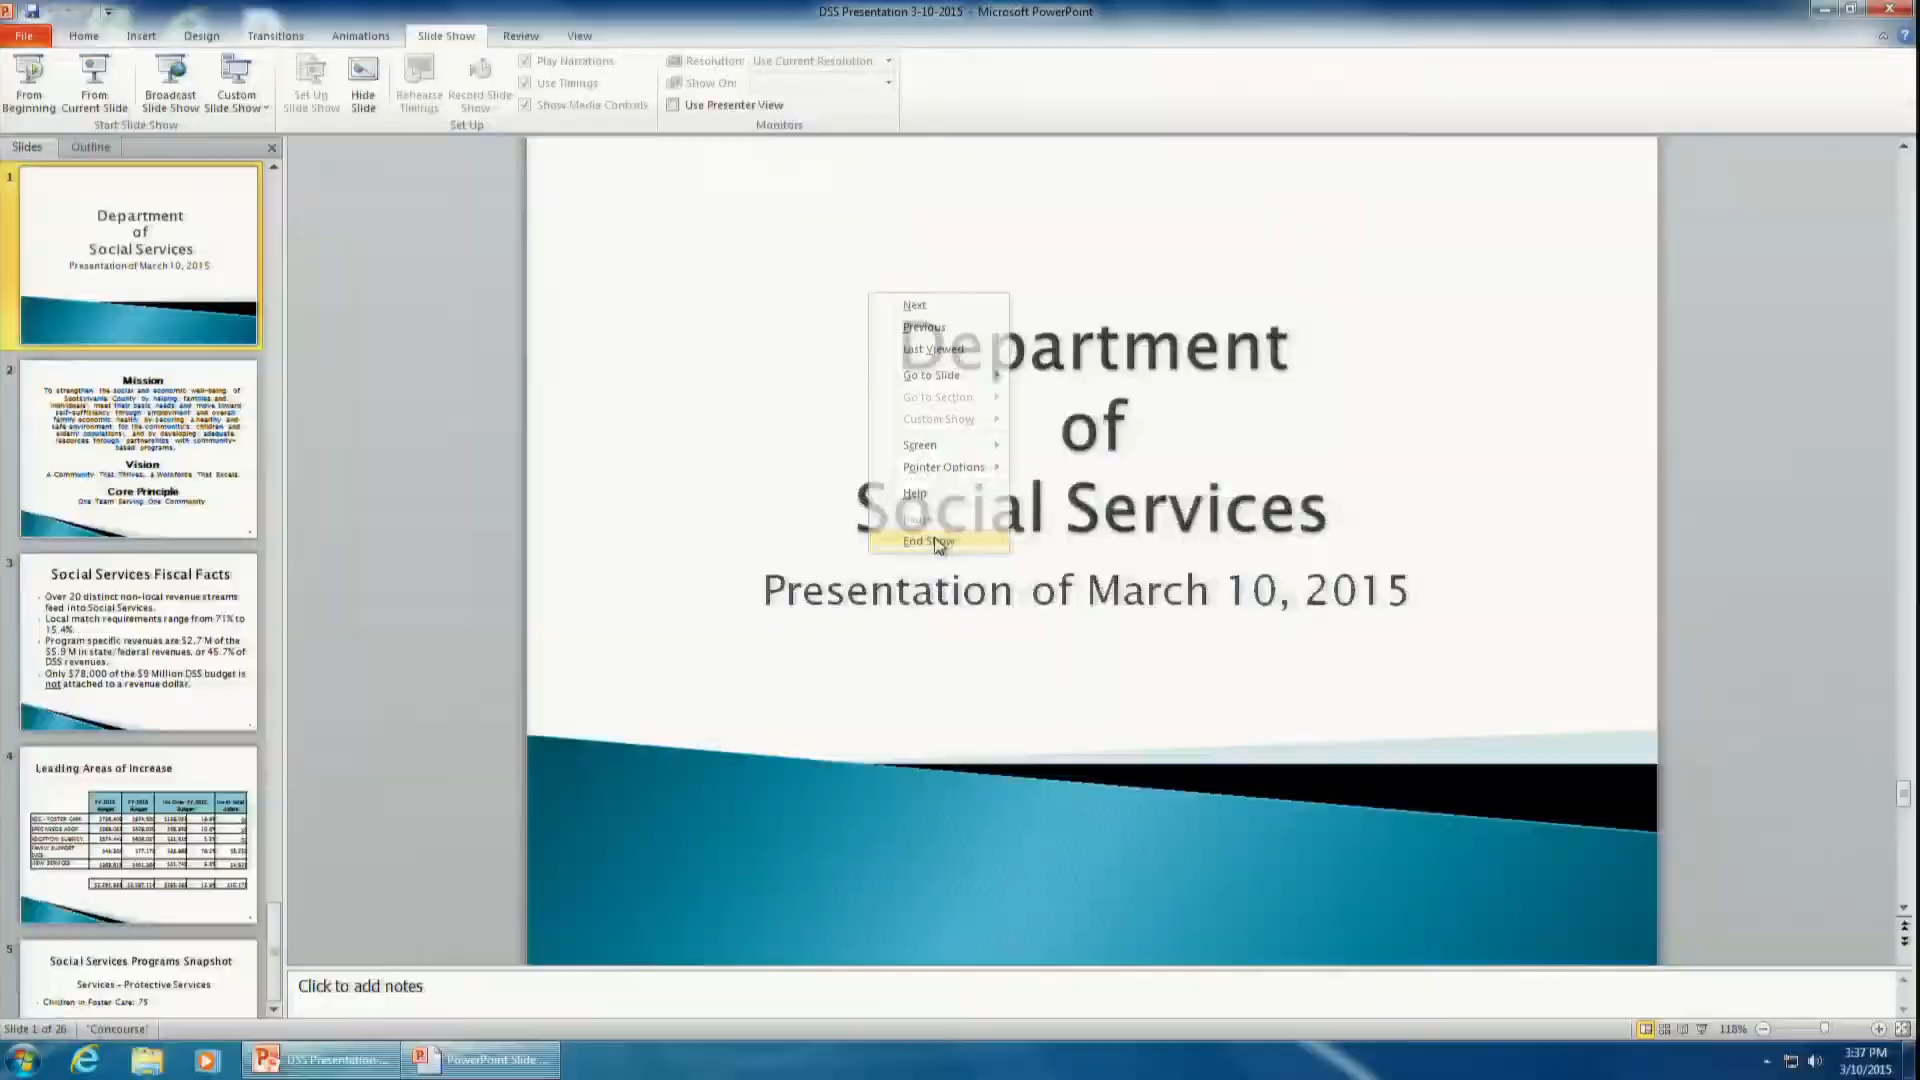 DSS Presentation 3-10-2015 - Microsoft PowerPoint
File Home Insert Design Transitions Animations Slide Show Review View
From Beginning
From Current Slide
Broadcast Slide Show
Custom Slide Show
Start Slide Show
Set Up Slide Show
Hide Slide
Rehearse Timings
Record Slide Show
Play Narrations
Use Timings
Show Media Controls
Set Up
Resolution: Use Current Resolution
Show On:
Use Presenter View
Monitors
Slides Outline
1
Department
of
Social Services
Presentation of March 10, 2015
2
Mission
To strengthen the social and economic well-being of
Spotsylvania County by helping families and
individuals meet their basic needs and move toward
self-sufficiency through employment and overall
family economic health; by securing a healthy and
safe environment for the community's children and
elderly populations; and by developing adequate
resources through partnerships with community-
based programs.
Vision
A Community That Thrives, a Workforce That Excels.
Core Principle
One Team Serving One Community
3
Social Services Fiscal Facts
Over 20 distinct non-local revenue streams
feed into Social Services.
Local match requirements range from 71% to
15.4%.
Program specific revenues are $2.7 M of the
$5.9 M in state/federal revenues, or 45.7% of
DSS revenues.
Only $78,000 of the $9 Million DSS budget is
not attached to a revenue dollar.
4
Leading Areas of Increase
5
Social Services Programs Snapshot
Services - Protective Services
Children in Foster Care: 75
Next
Previous
Last Viewed
Go to Slide
Go to Section
Custom Show
Screen
Pointer Options
Help
End Show
Department
of
Social Services
Presentation of March 10, 2015
Click to add notes
Slide 1 of 26 "Concourse" 118%
DSS Presentation ... PowerPoint Slide ...
3:37 PM
3/10/2015